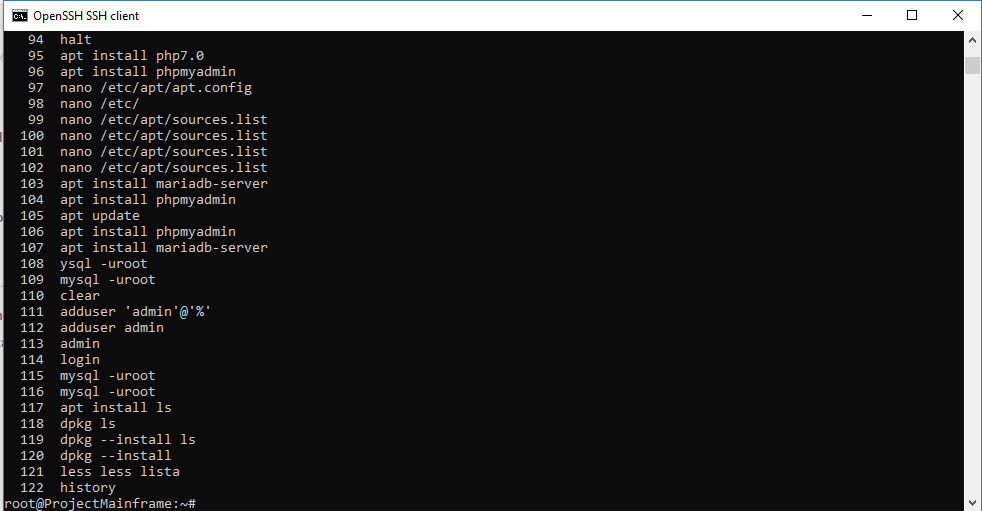 OpenSSH SSH client
94 halt
95 apt install php7.0
96 apt install phpmyadmin
97 nano /etc/apt/apt.config
98 nano /etc/
99 nano /etc/apt/sources.list
100 nano /etc/apt/sources.list
101 nano /etc/apt/sources.list
102 nano /etc/apt/sources.list
103 apt install mariadb-server
104 apt install phpmyadmin
105 apt update
106 apt install phpmyadmin
107 apt install mariadb-server
108 ysql -uroot
109 mysql -uroot
110 clear
111 adduser 'admin'@'%'
112 adduser admin
113 admin
114 login
115 mysql -uroot
116 mysql -uroot
117 apt install ls
118 dpkg ls
119 dpkg --install ls
120 dpkg --install
121 less less lista
122 history
root@ProjectMainframe:~#